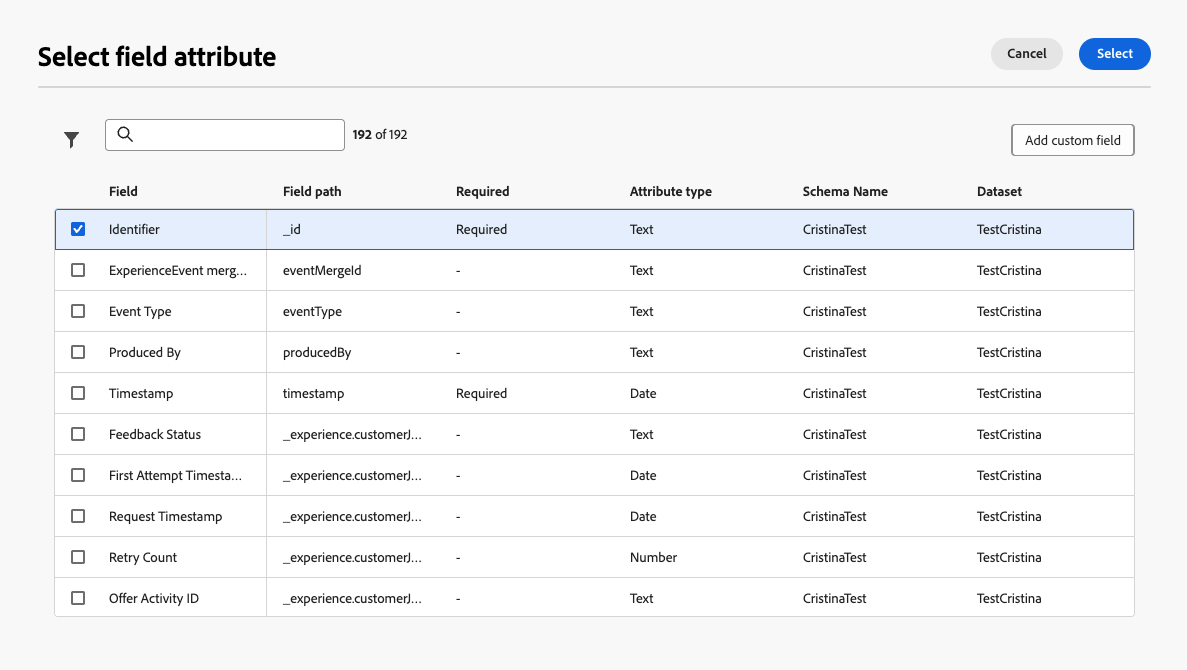 Select field attribute
Cancel
Select
192 of 192
Add custom field
Field Field path Required Attribute type Schema Name Dataset
Identifier _id Required Text CristinaTest TestCristina
ExperienceEvent merg... eventMergeId - Text CristinaTest TestCristina
Event Type eventType - Text CristinaTest TestCristina
Produced By producedBy - Text CristinaTest TestCristina
Timestamp timestamp Required Date CristinaTest TestCristina
Feedback Status _experience.customerJ... - Text CristinaTest TestCristina
First Attempt Timesta... _experience.customerJ... - Date CristinaTest TestCristina
Request Timestamp _experience.customerJ... - Date CristinaTest TestCristina
Retry Count _experience.customerJ... - Number CristinaTest TestCristina
Offer Activity ID _experience.customerJ... - Text CristinaTest TestCristina